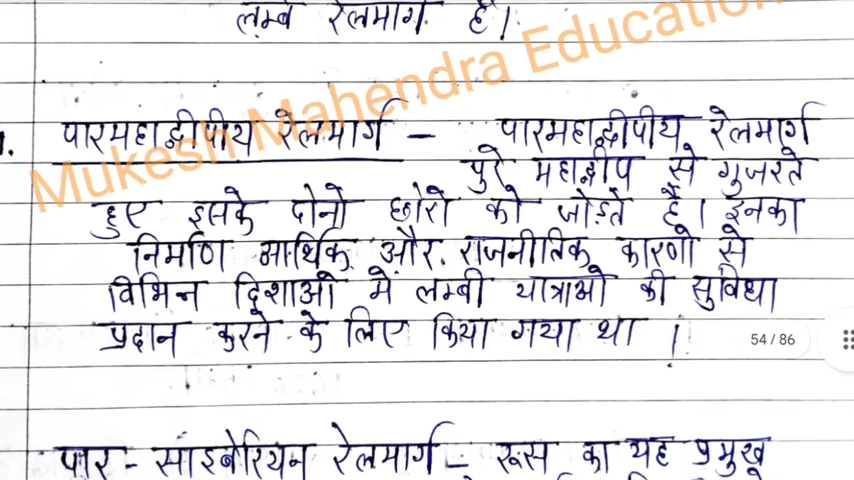 लम्बे रेलमार्ग है।
Mukesh Mahendra Education
1. पारमहाद्वीपीय रेलमार्ग — पारमहाद्वीपीय रेलमार्ग
पुरे महाद्वीप से गुजरते
हुए इसके दोनो छोरो को जोड़ते है। इनका
निर्माण आर्थिक और राजनीतिक कारणो से
विभिन दिशाओ मे लम्बी यात्राओ की सुविधा
प्रदान करने के लिए किया गया था।
54 / 86
पार - साइबेरियन रेलमार्ग — रूस का यह प्रमुख